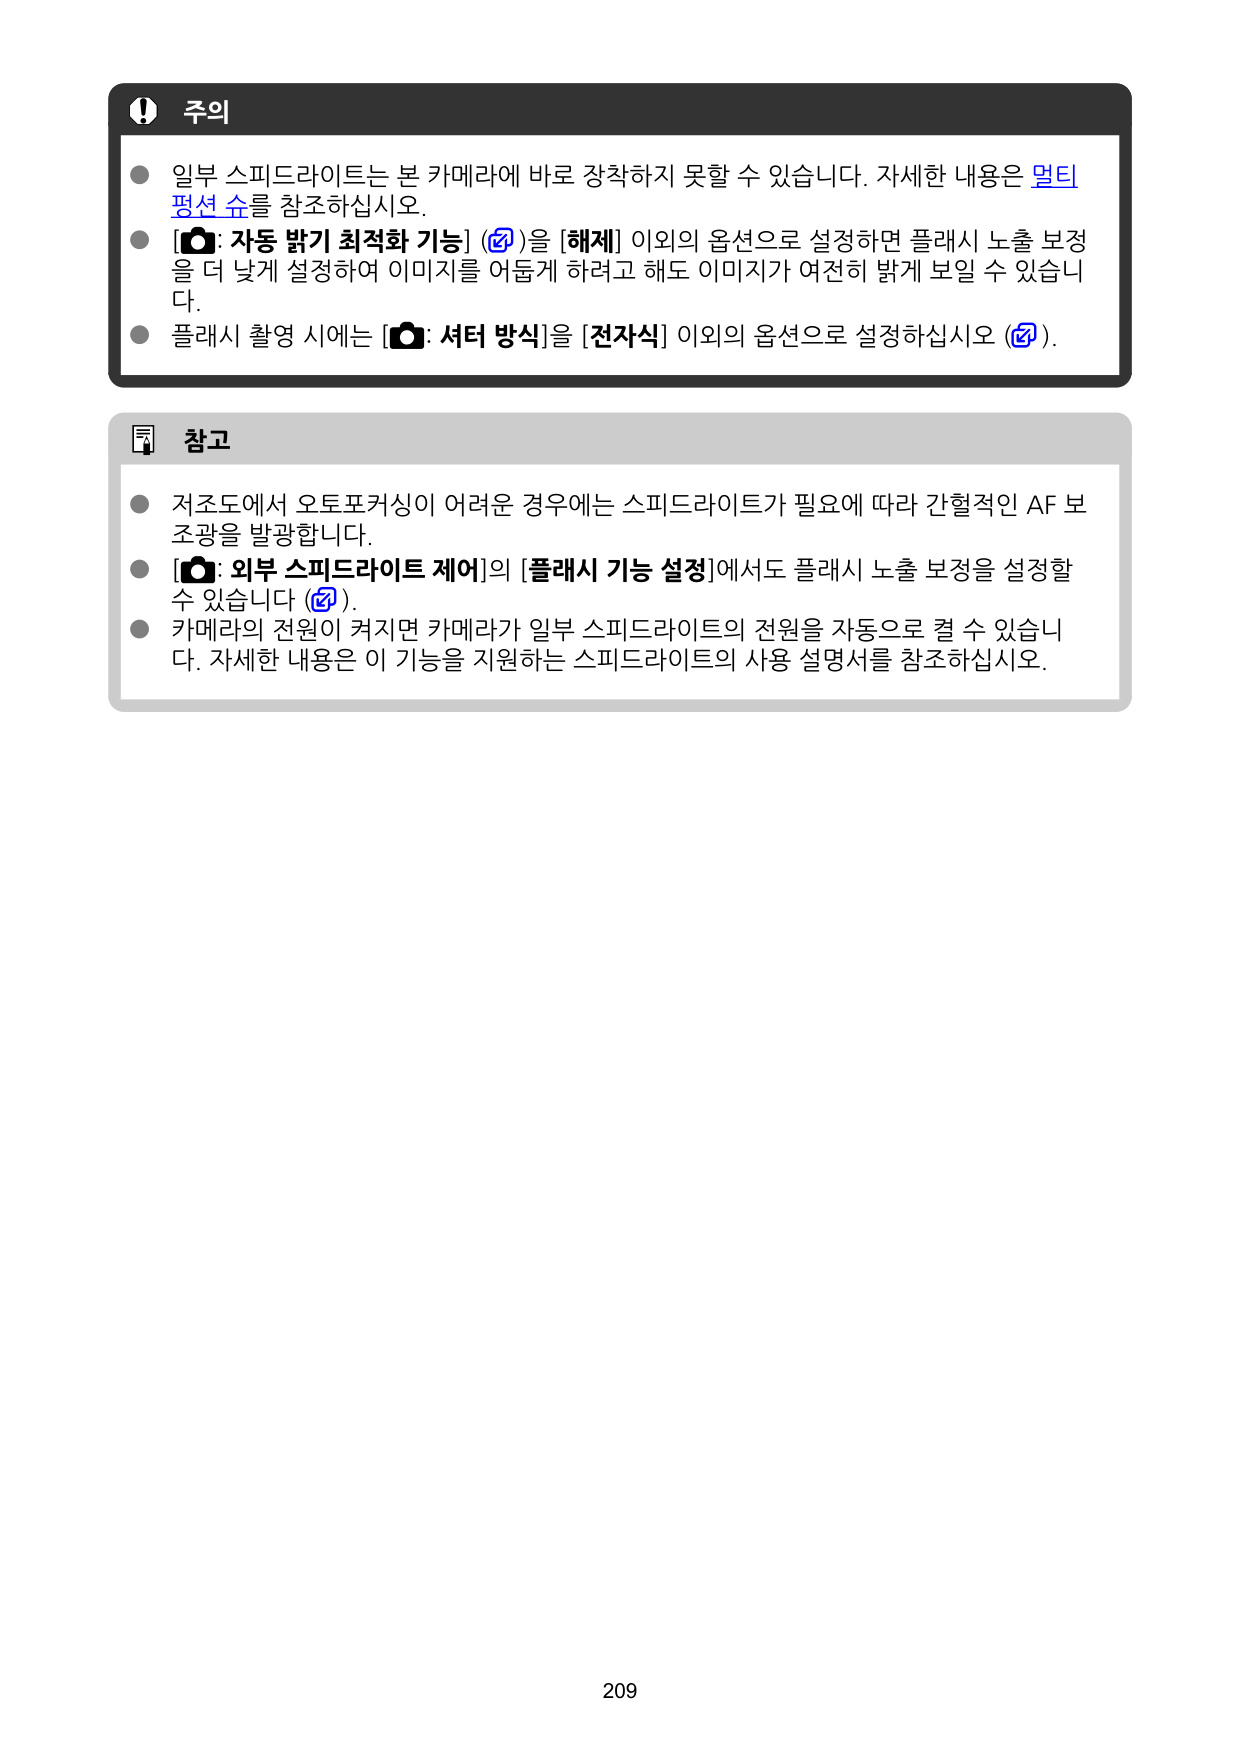 주의
일부 스피드라이트는 본 카메라에 바로 장착하지 못할 수 있습니다. 자세한 내용은 멀티
펑션 슈를 참조하십시오.
[: 자동 밝기 최적화 기능] ()을 [해제] 이외의 옵션으로 설정하면 플래시 노출 보정
을 더 낮게 설정하여 이미지를 어둡게 하려고 해도 이미지가 여전히 밝게 보일 수 있습니
다.
플래시 촬영 시에는 [: 셔터 방식]을 [전자식] 이외의 옵션으로 설정하십시오 ().
참고
저조도에서 오토포커싱이 어려운 경우에는 스피드라이트가 필요에 따라 간헐적인 AF 보
조광을 발광합니다.
[: 외부 스피드라이트 제어]의 [플래시 기능 설정]에서도 플래시 노출 보정을 설정할
수 있습니다 ().
카메라의 전원이 켜지면 카메라가 일부 스피드라이트의 전원을 자동으로 켤 수 있습니
다. 자세한 내용은 이 기능을 지원하는 스피드라이트의 사용 설명서를 참조하십시오.
209